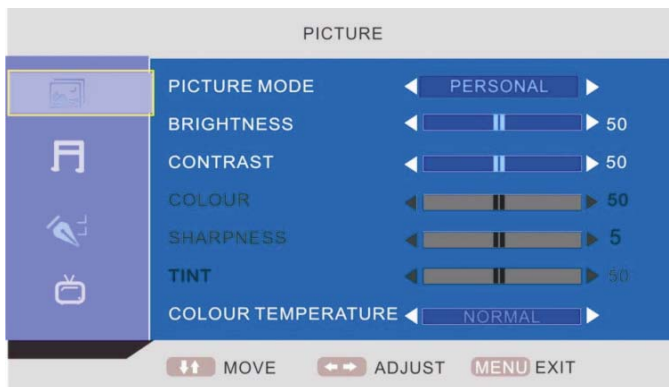 PICTURE
PICTURE MODE PERSONAL
BRIGHTNESS 50
CONTRAST 50
COLOUR 50
SHARPNESS 5
TINT 50
COLOUR TEMPERATURE NORMAL
MOVE ADJUST MENU EXIT